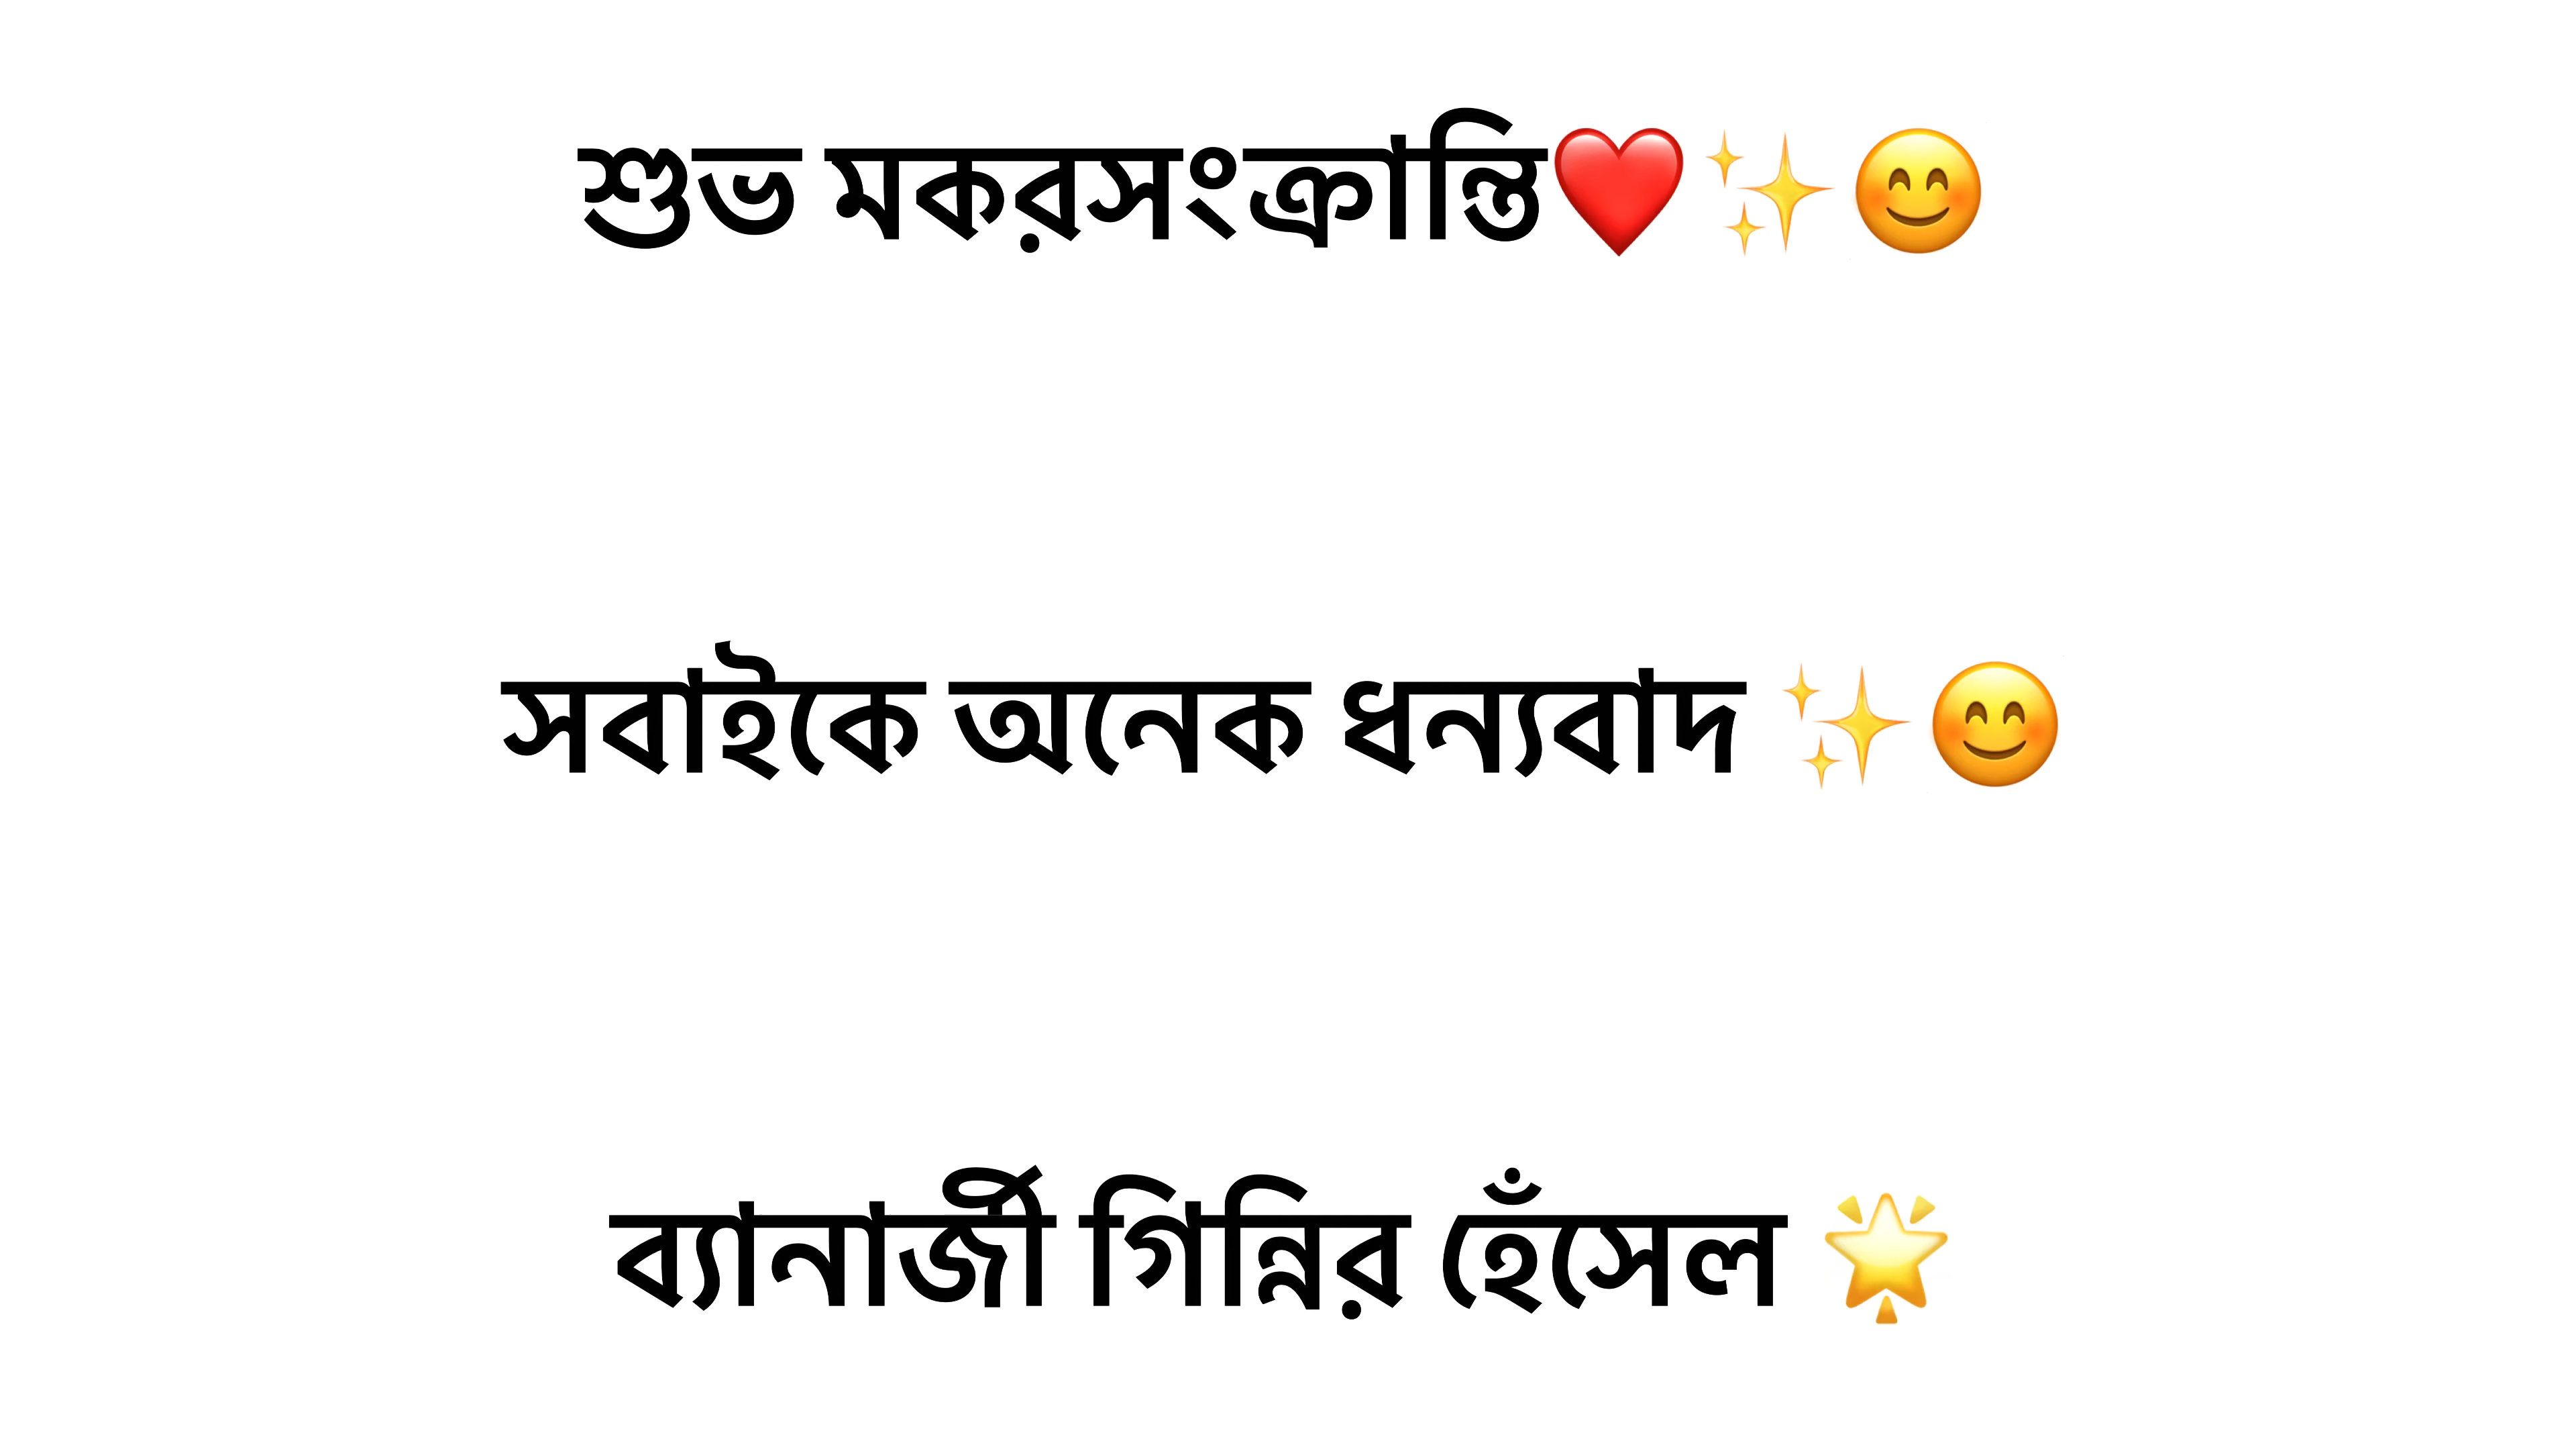 শুভ মকরসংক্রান্তি❤️✨😊
সবাইকে অনেক ধন্যবাদ ✨😊
ব্যানার্জী গিন্নির হেঁসেল 🌟